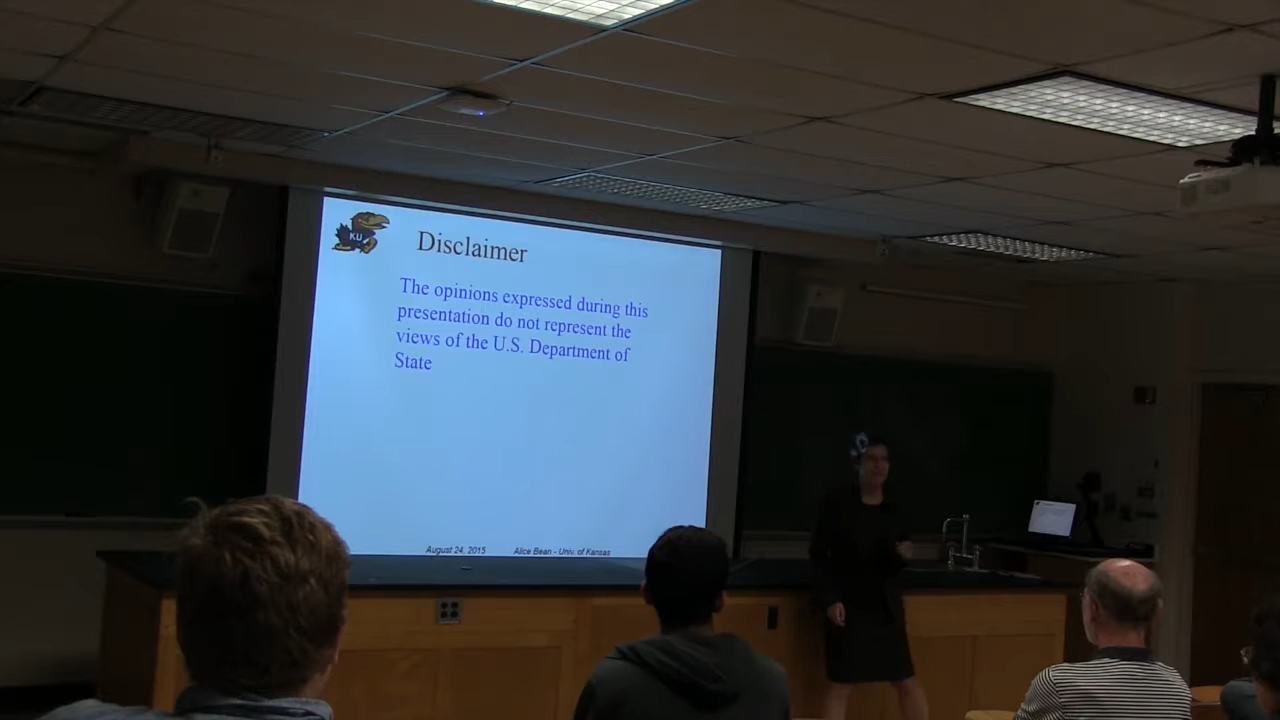 KU
Disclaimer
The opinions expressed during this
presentation do not represent the
views of the U.S. Department of
State
August 24, 2015 Alice Bean - Univ. of Kansas